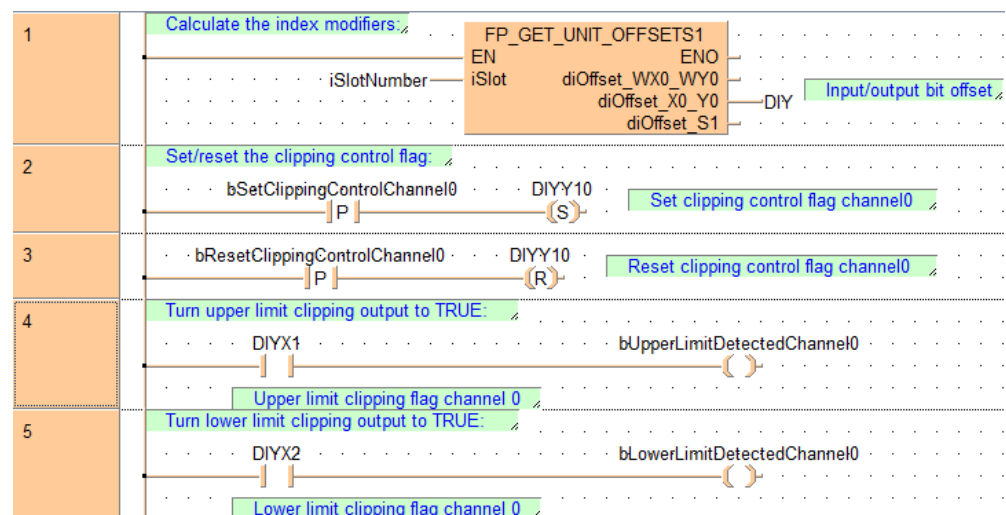 1
Calculate the index modifiers:
FP_GET_UNIT_OFFSETS1
EN ENO
iSlotNumber iSlot diOffset_WX0_WY0
diOffset_X0_Y0 DIY Input/output bit offset
diOffset_S1
2
Set/reset the clipping control flag:
bSetClippingControlChannel0 DIYY10
P S Set clipping control flag channel0
3
bResetClippingControlChannel0 DIYY10
P R Reset clipping control flag channel0
4
Turn upper limit clipping output to TRUE:
DIYX1 bUpperLimitDetectedChannel0
Upper limit clipping flag channel 0
5
Turn lower limit clipping output to TRUE:
DIYX2 bLowerLimitDetectedChannel0
Lower limit clipping flag channel 0